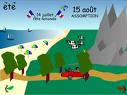 été
14 juillet
fête nationale
15 août
ASSOMPTION